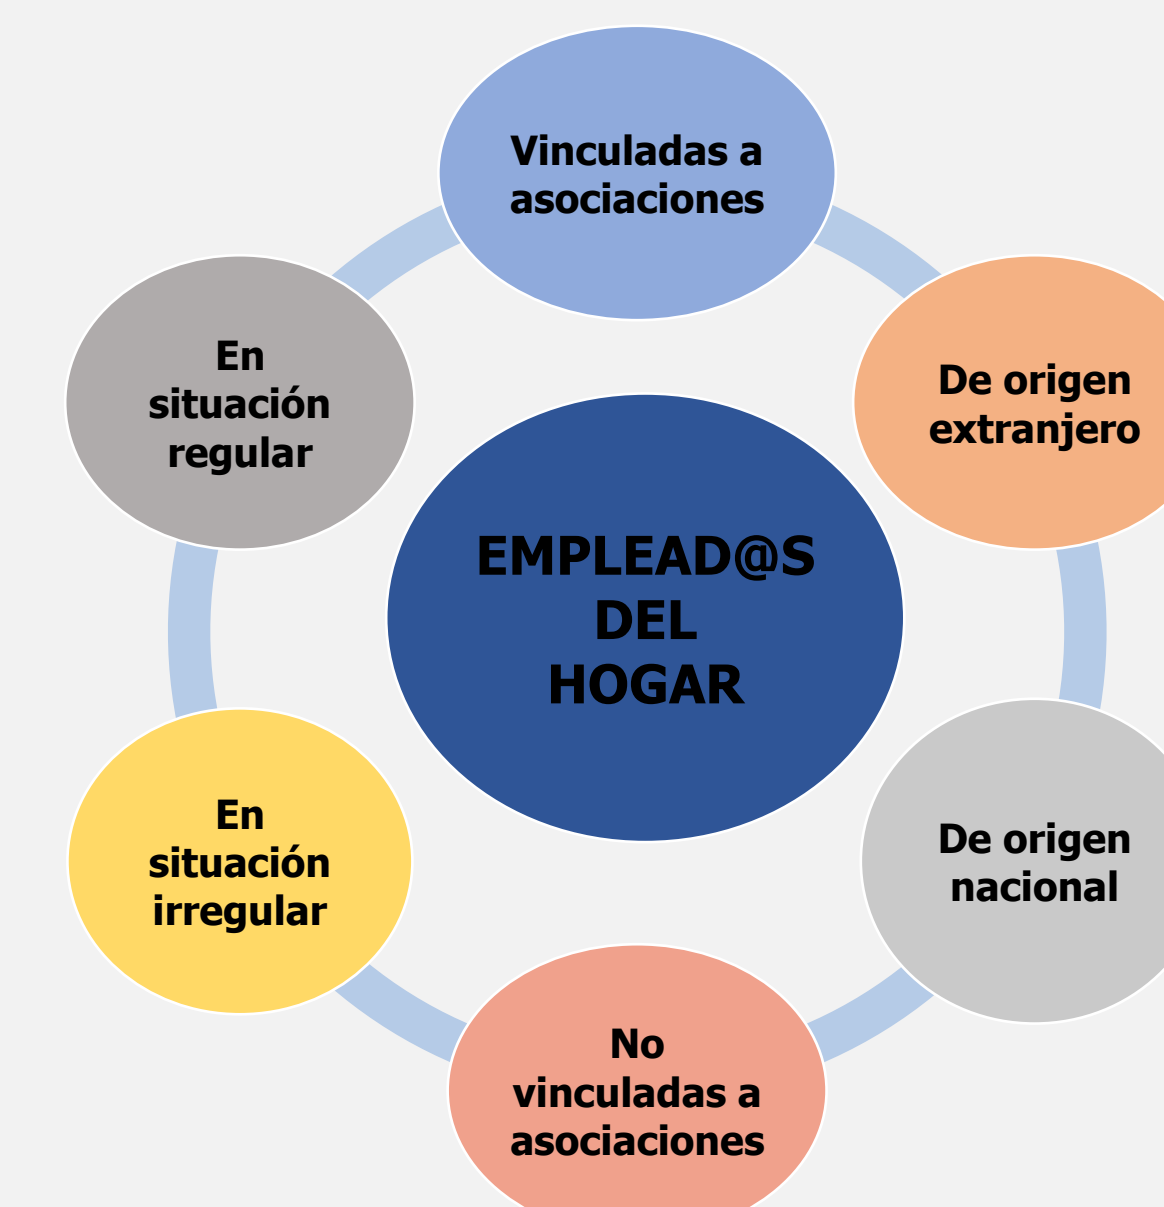 Vinculadas a
asociaciones
De origen
extranjero
En
situación
regular
EMPLEAD@S
DEL
HOGAR
En
situación
irregular
De origen
nacional
No
vinculadas a
asociaciones